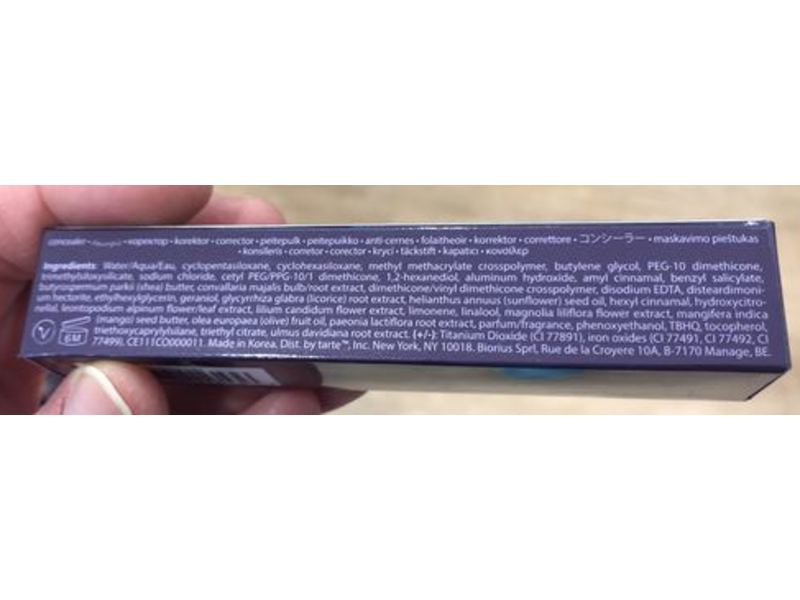 concealer • коректор • korektor • corrector • peitepulk • peitepuikko • anti-cernes • folaitheoir • korrektor • correttore • コンシーラー • maskavimo pieštukas
• konsilieris • coretor • corector • krycí • täckstift • καρατισ • κονσίλερ
Ingredients: Water/Aqua/Eau, cyclopentasiloxane, cyclohexasiloxane, methyl methacrylate crosspolymer, butylene glycol, PEG-10 dimethicone,
trimethylsiloxysilicate, sodium chloride, cetyl PEG/PPG-10/1 dimethicone, 1,2-hexanediol, aluminum hydroxide, amyl cinnamal, benzyl salicylate,
butyrospermum parkii (shea) butter, convallaria majalis bulb/root extract, dimethicone/vinyl dimethicone crosspolymer, disodium EDTA, disteardimoni-
um hectorite, ethylhexylglycerin, geraniol, glycyrrhiza glabra (licorice) root extract, helianthus annuus (sunflower) seed oil, hexyl cinnamal, hydroxycitro-
nellal, leontopodium alpinum flower/leaf extract, lilium candidum flower extract, limonene, linalool, magnolia liliflora flower extract, mangifera indica
(mango) seed butter, olea europaea (olive) fruit oil, paeonia lactiflora root extract, parfum/fragrance, phenoxyethanol, TBHQ, tocopherol,
triethoxycaprylylsilane, triethyl citrate, ulmus davidiana root extract. (+/-): Titanium Dioxide (CI 77891), iron oxides (CI 77491, CI 77492, CI
77499). CE111CO000011. Made in Korea. Dist. by tarte™, Inc. New York, NY 10018. Biorius Sprl, Rue de la Croyere 10A, B-7170 Manage, BE.
V
6M